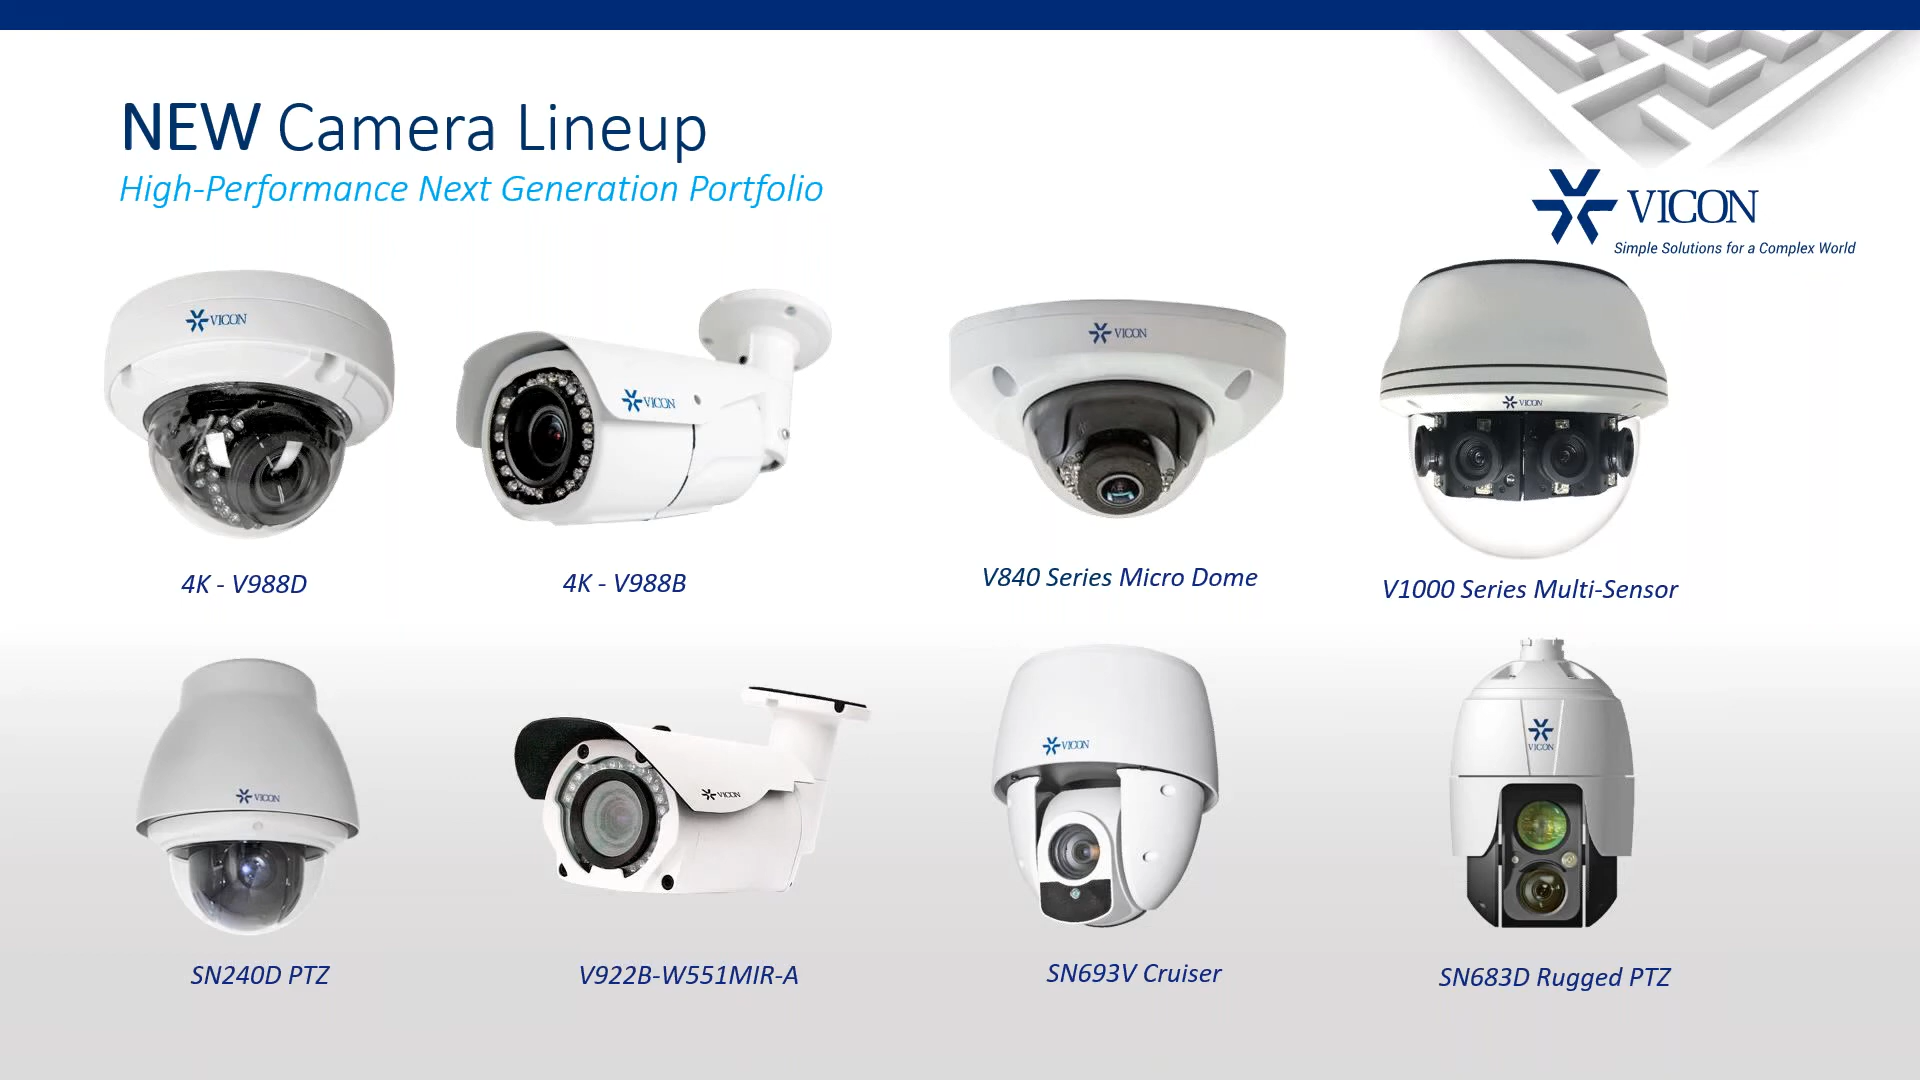 NEW Camera Lineup
High-Performance Next Generation Portfolio
VICON
Simple Solutions for a Complex World
VICON
VICON
VICON
VICON
4K - V988D
4K - V988B
V840 Series Micro Dome
V1000 Series Multi-Sensor
VICON
VICON
VICON
VICON
SN240D PTZ
V922B-W551MIR-A
SN693V Cruiser
SN683D Rugged PTZ